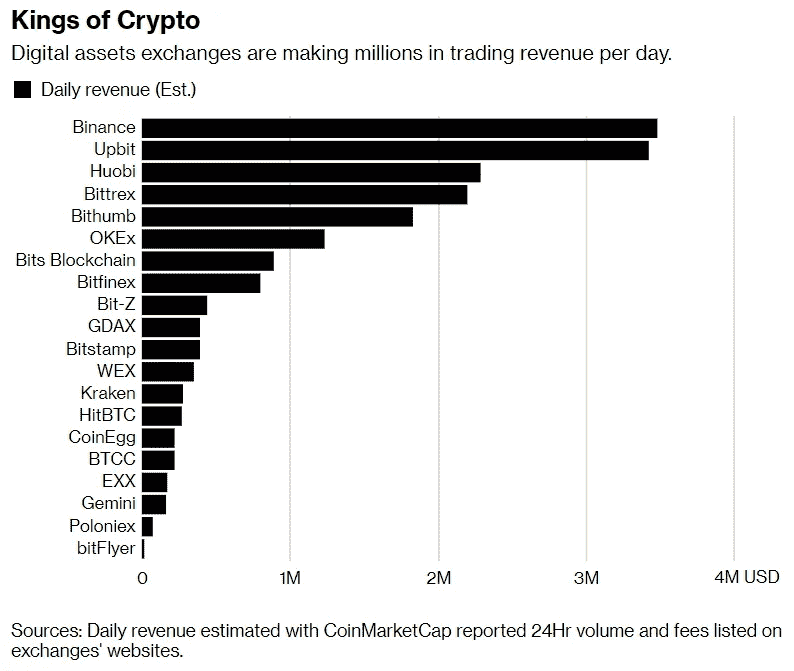 Kings of Crypto
Digital assets exchanges are making millions in trading revenue per day.
Daily revenue (Est.)
Binance
Upbit
Huobi
Bittrex
Bithumb
OKEx
Bits Blockchain
Bitfinex
Bit-Z
GDAX
Bitstamp
WEX
Kraken
HitBTC
CoinEgg
BTCC
EXX
Gemini
Poloniex
bitFlyer
0 1M 2M 3M 4M USD
Sources: Daily revenue estimated with CoinMarketCap reported 24Hr volume and fees listed on
exchanges' websites.